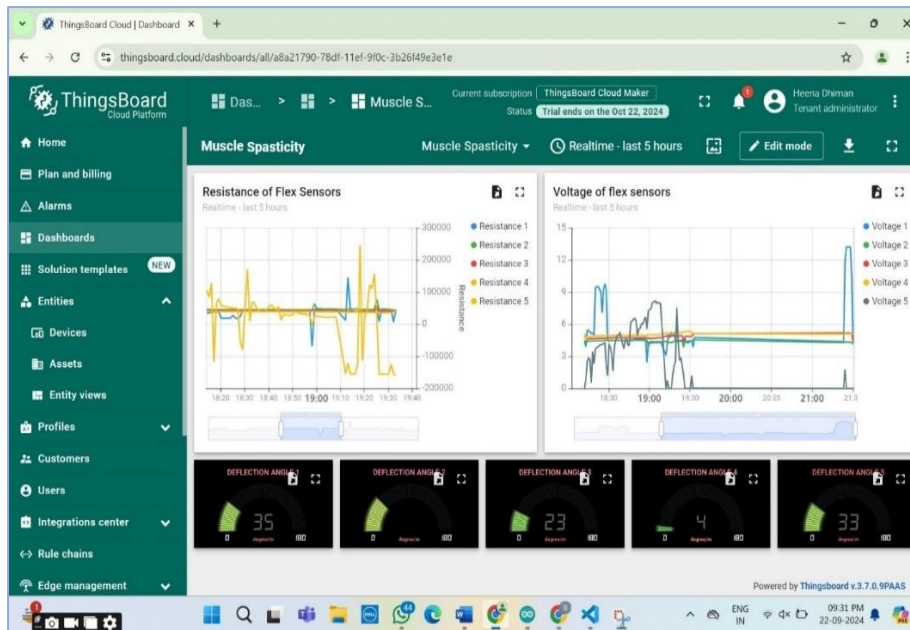 ThingsBoard Cloud | Dashboard
thingsboard.cloud/dashboards/all/a8a21790-78df-11ef-9f0c-3b26f49e3e1e
ThingsBoard
Cloud Platform
Das... > > Muscle S...
Current subscription ThingsBoard Cloud Maker
Status Trial ends on the Oct 22, 2024
Heena Dhiman
Tenant administrator
Home
Plan and billing
Alarms
Dashboards
Solution templates NEW
Entities
Devices
Assets
Entity views
Profiles
Customers
Users
Integrations center
Rule chains
Edge management
Muscle Spasticity
Muscle Spasticity
Realtime - last 5 hours
Edit mode
Resistance of Flex Sensors
Realtime - last 5 hours
300000
200000
100000
0
-100000
-200000
Resistance
Resistance 1
Resistance 2
Resistance 3
Resistance 4
Resistance 5
18:20 18:30 18:40 18:50 19:00 19:10 19:20 19:30 19:40
Voltage of flex sensors
Realtime - last 5 hours
15
12
9
6
3
0
Voltage 1
Voltage 2
Voltage 3
Voltage 4
Voltage 5
18:30 19:00 19:30 20:00 20:30 21:00 21:3
DEFLECTION ANGLE 1
35
0 180
DEFLECTION ANGLE 2
0 180
DEFLECTION ANGLE 3
23
0 180
DEFLECTION ANGLE 4
4
0 180
DEFLECTION ANGLE 5
33
0 180
Powered by Thingsboard v.3.7.0.9PAAS
1
44
ENG
IN
09:31 PM
22-09-2024